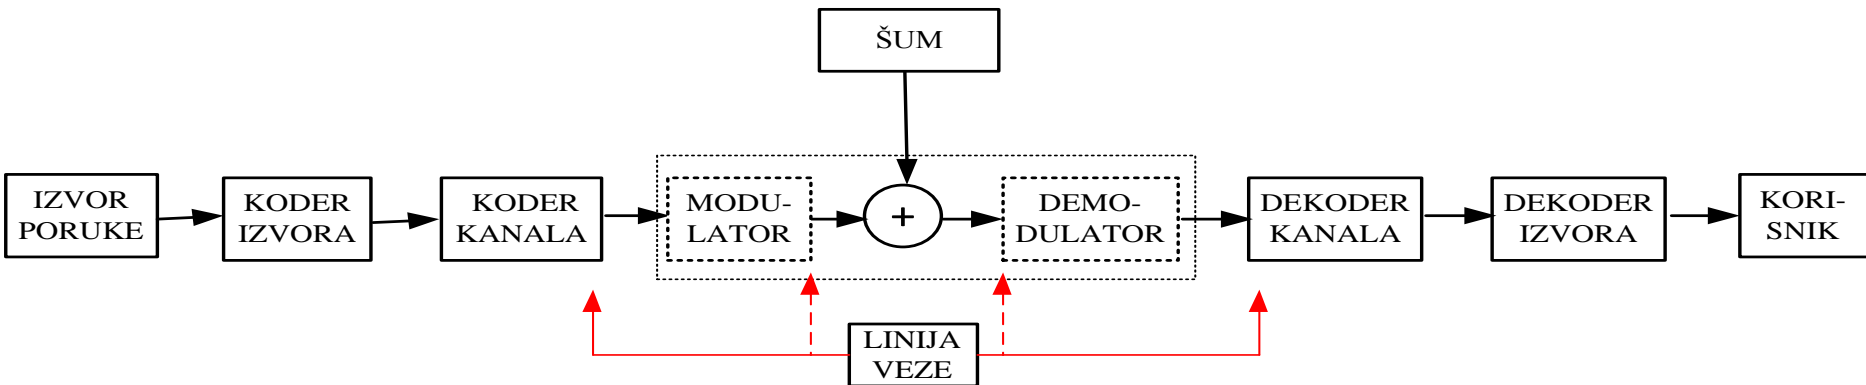 ŠUM
IZVOR
PORUKE
KODER
IZVORA
KODER
KANALA
MODU-
LATOR
+
DEMO-
DULATOR
DEKODER
KANALA
DEKODER
IZVORA
KORI-
SNIK
LINIJA
VEZE